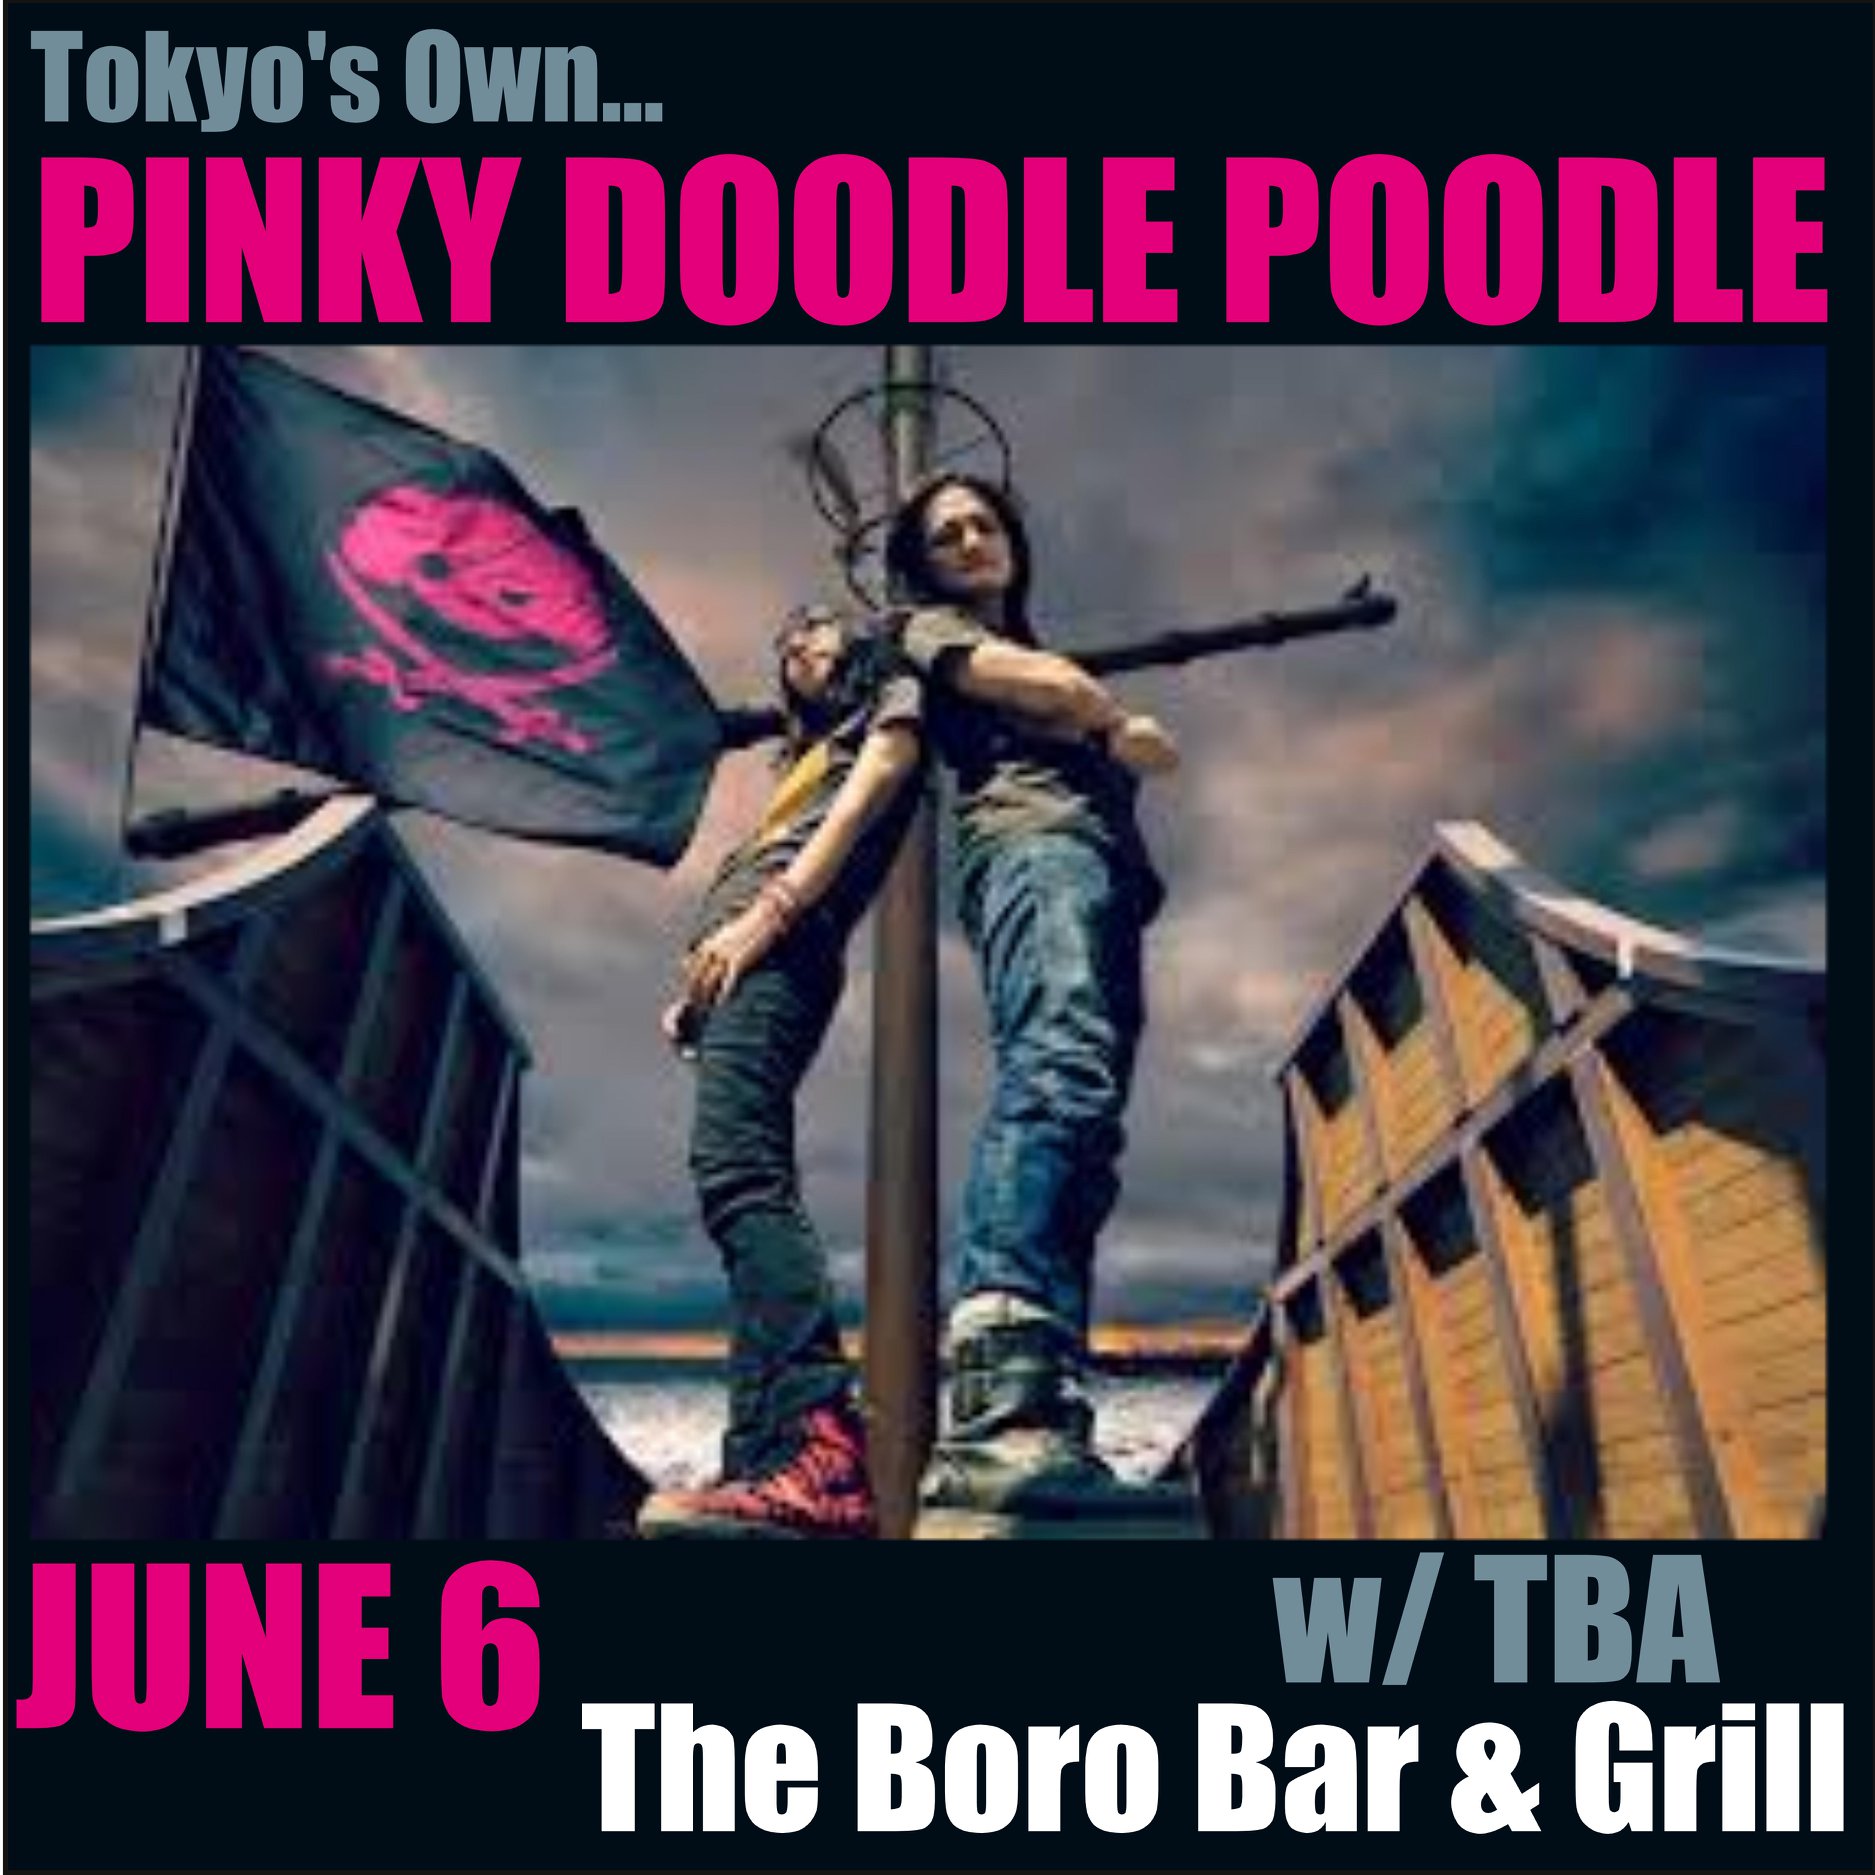 Tokyo's Own...
PINKY DOODLE POODLE
JUNE 6
w/ TBA
The Boro Bar & Grill